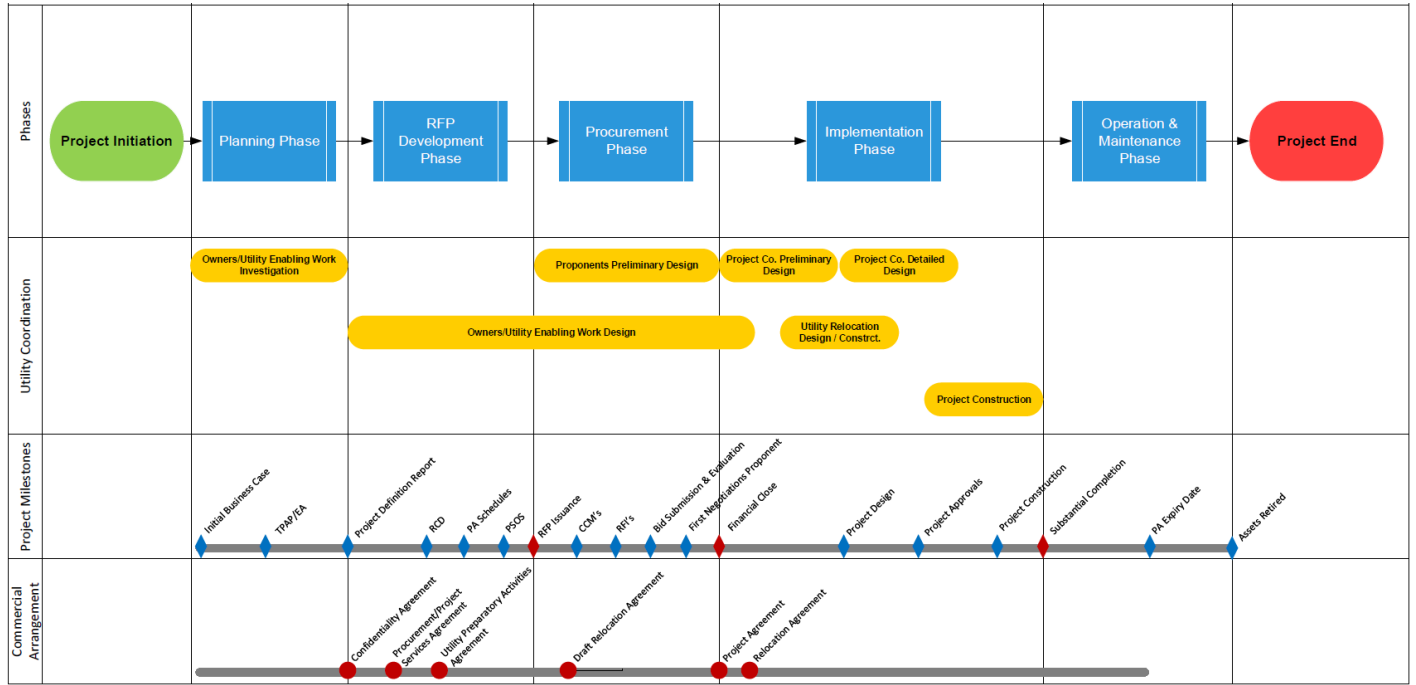 Phases
Project Initiation
Planning Phase
RFP
Development
Phase
Procurement
Phase
Implementation
Phase
Operation &
Maintenance
Phase
Project End
Utility Coordination
Owners/Utility Enabling Work
Investigation
Proponents Preliminary Design
Project Co. Preliminary
Design
Project Co. Detailed
Design
Owners/Utility Enabling Work Design
Utility Relocation
Design / Constrct.
Project Construction
Project Milestones
Initial Business Case
TPAP/EA
Project Definition Report
RCD
PA Schedules
PSOS
RFP Issuance
CCM's
RFI's
Bid Submission & Evaluation
First Negotiations Proponent
Financial Close
Project Design
Project Approvals
Project Construction
Substantial Completion
PA Expiry Date
Assets Retired
Commercial
Arrangement
Confidentiality Agreement
Procurement/Project
Services Agreement
Utility Preparatory Activities
Agreement
Draft Relocation Agreement
Project Agreement
Relocation Agreement